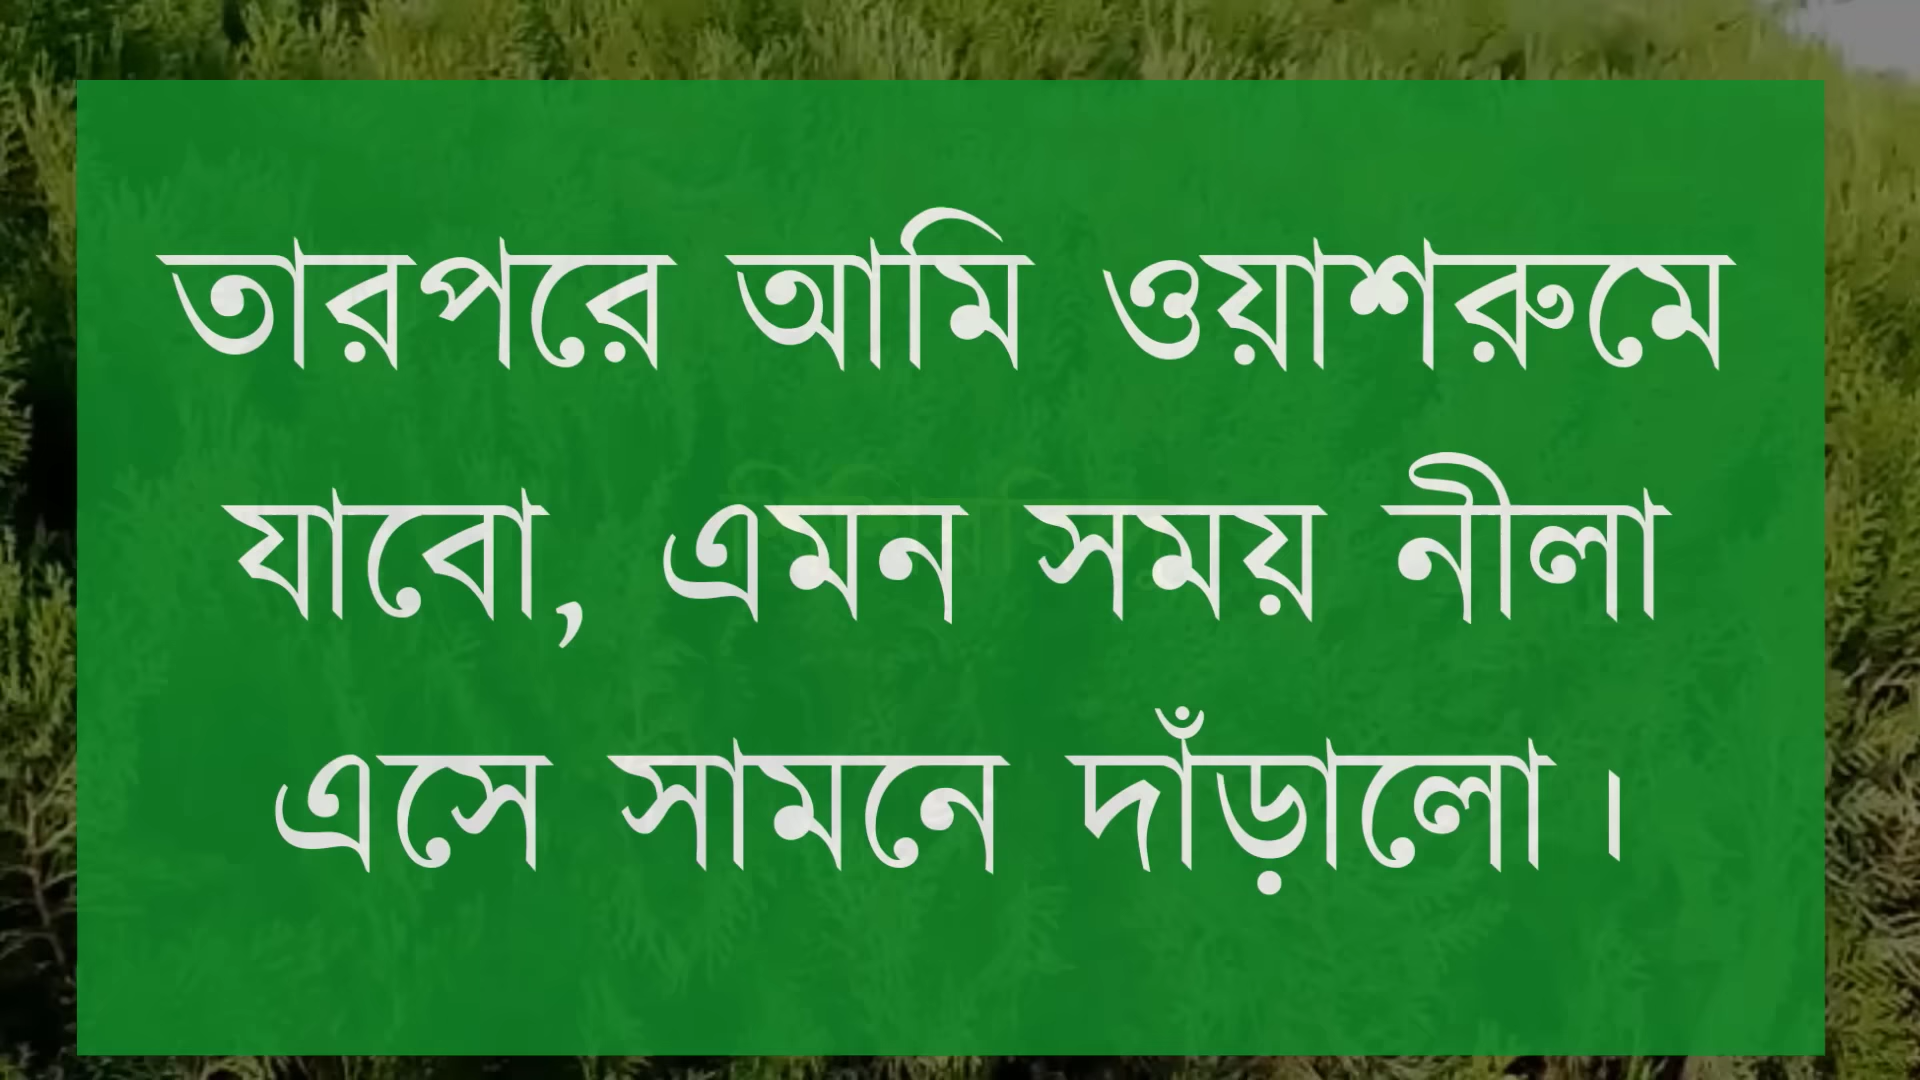 তারপরে আমি ওয়াশরুমে
যাবো, এমন সময় নীলা
এসে সামনে দাঁড়ালো।